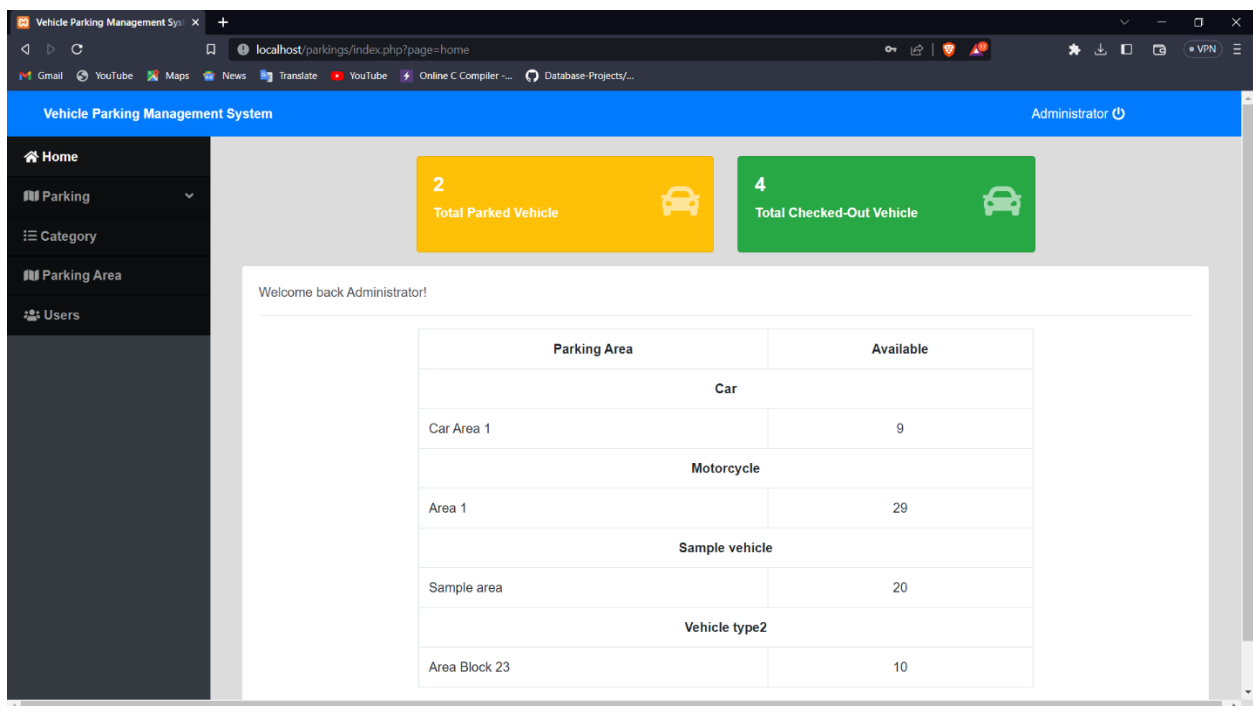 Vehicle Parking Management Syst
localhost/parkings/index.php?page=home
VPN
Gmail YouTube Maps News Translate YouTube Online C Compiler -... Database-Projects/...
Vehicle Parking Management System Administrator
Home
Parking
Category
Parking Area
Users
2
Total Parked Vehicle
4
Total Checked-Out Vehicle
Welcome back Administrator!
Parking Area Available
Car
Car Area 1 9
Motorcycle
Area 1 29
Sample vehicle
Sample area 20
Vehicle type2
Area Block 23 10